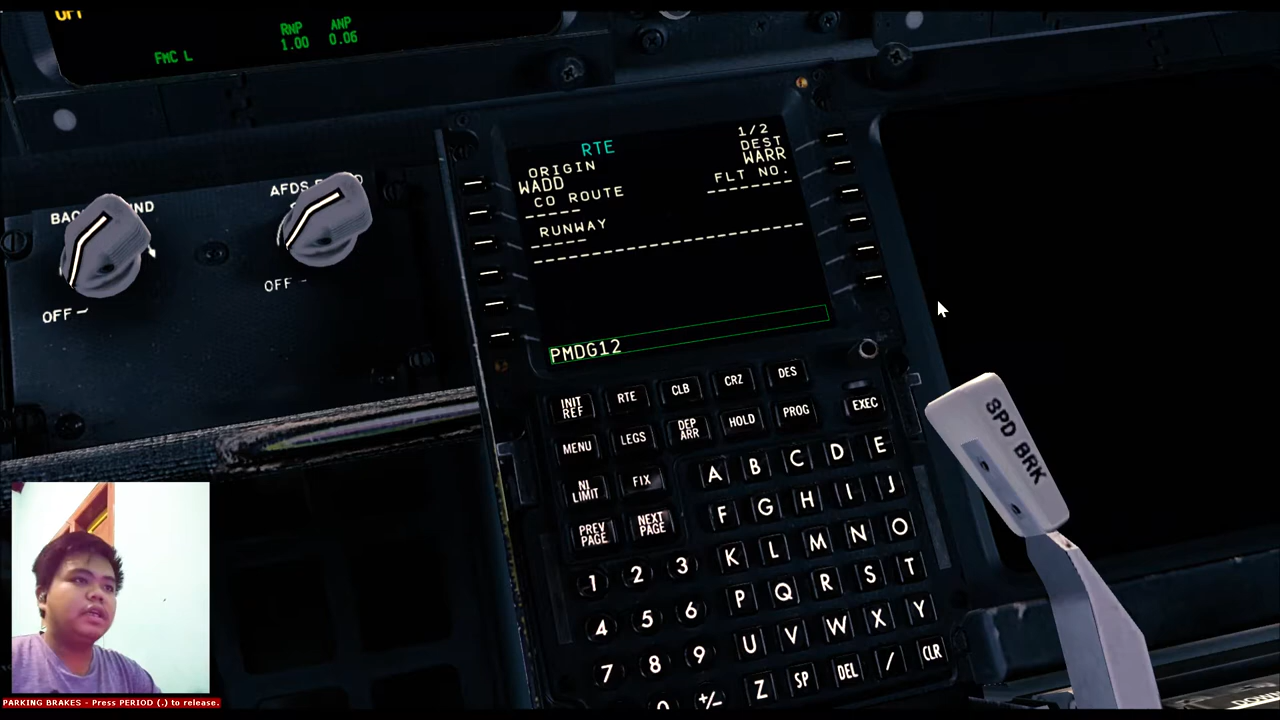 OPT
RNP ANP
1.00 0.06
FMC L
RTE 1/2
ORIGIN DEST
WADD WARR
CO ROUTE FLT NO.
----- --------
RUNWAY
-----
PMDG12
OFF
OFF
INIT REF RTE CLB CRZ DES
MENU LEGS DEP ARR HOLD PROG EXEC
N1 LIMIT FIX A B C D E
PREV PAGE NEXT PAGE F G H I J
1 2 3 K L M N O
4 5 6 P Q R S T
7 8 9 U V W X Y
0 +/- Z SP DEL / CLR
SPD BRK
PARKING BRAKES - Press PERIOD (.) to release.